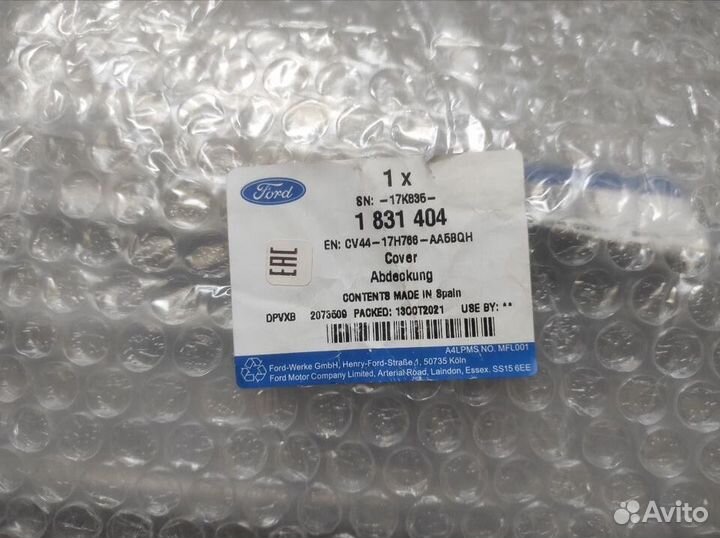 Ford
1 x
SN: -17K835-
1 831 404
EN: CV44-17H766-AA5BQH
Cover
Abdeckung
CONTENTS MADE IN Spain
DPVXB 2073509 PACKED: 13OCT2021 USE BY: **
EAC
A4LPMS NO. MFL001
Ford-Werke GmbH, Henry-Ford-Straße 1, 50735 Köln
Ford Motor Company Limited, Arterial Road, Laindon, Essex. SS15 6EE
Avito